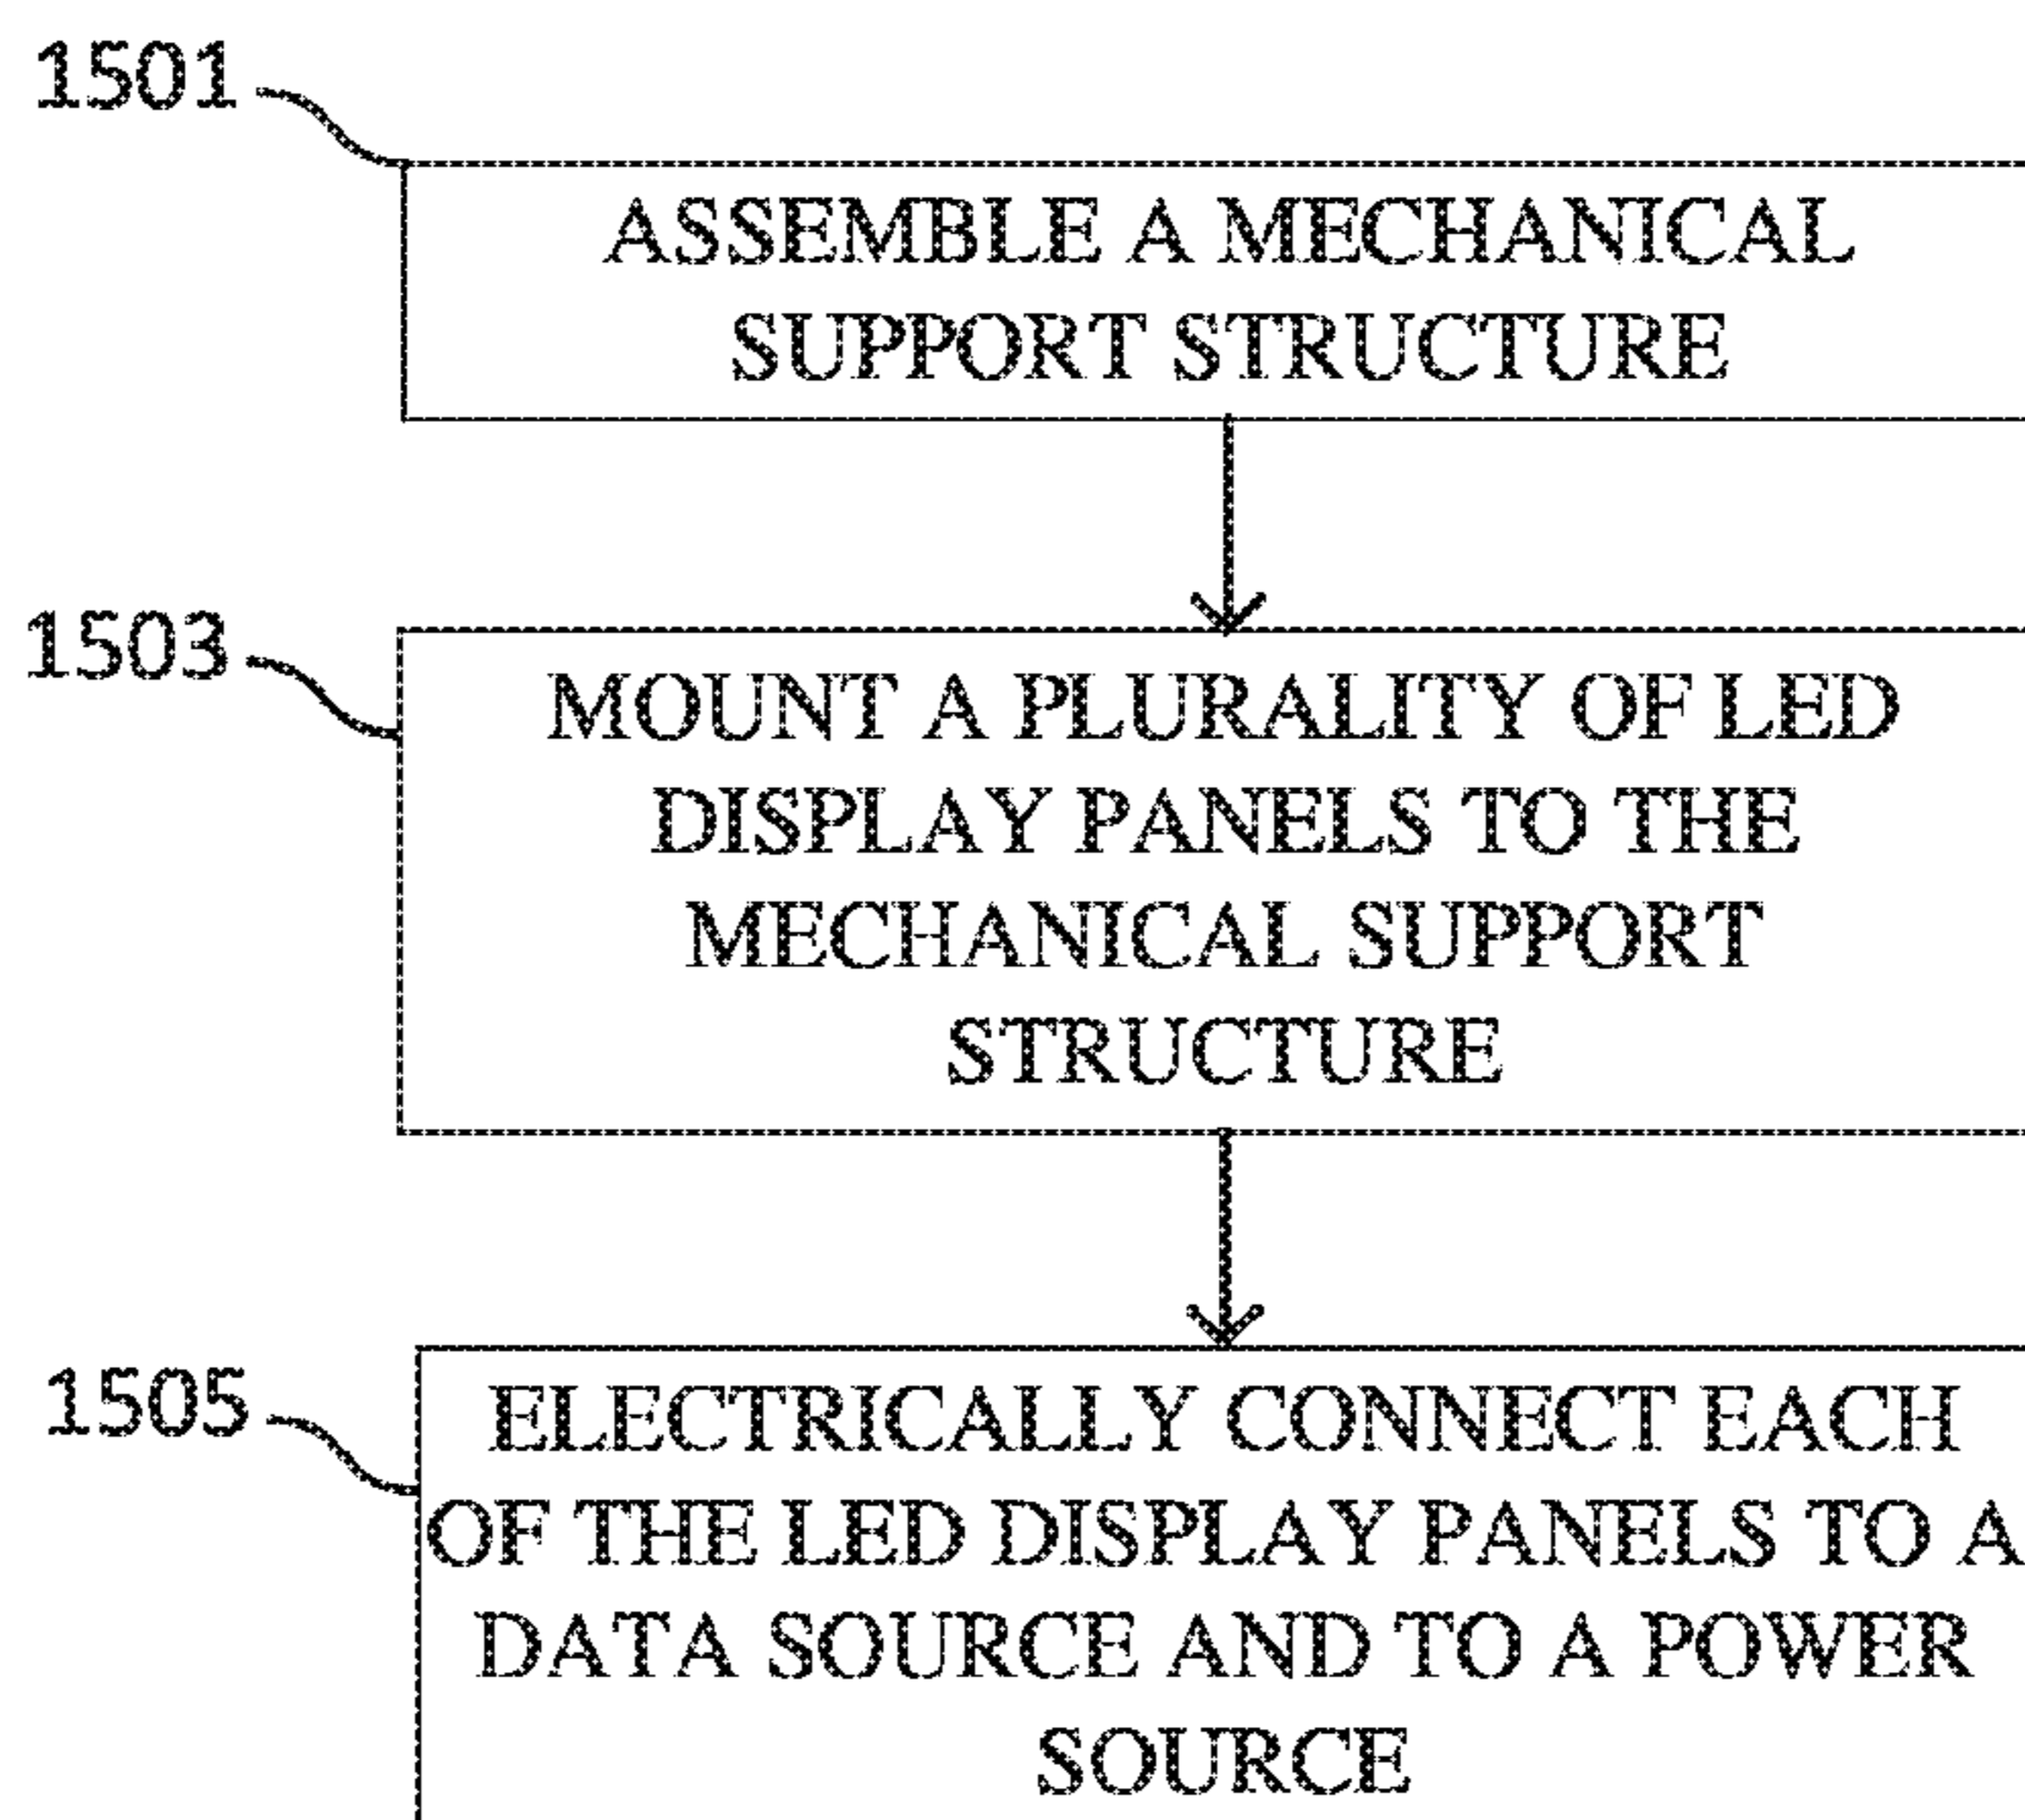 1501
ASSEMBLE A MECHANICAL
SUPPORT STRUCTURE
1503
MOUNT A PLURALITY OF LED
DISPLAY PANELS TO THE
MECHANICAL SUPPORT
STRUCTURE
1505
ELECTRICALLY CONNECT EACH
OF THE LED DISPLAY PANELS TO A
DATA SOURCE AND TO A POWER
SOURCE